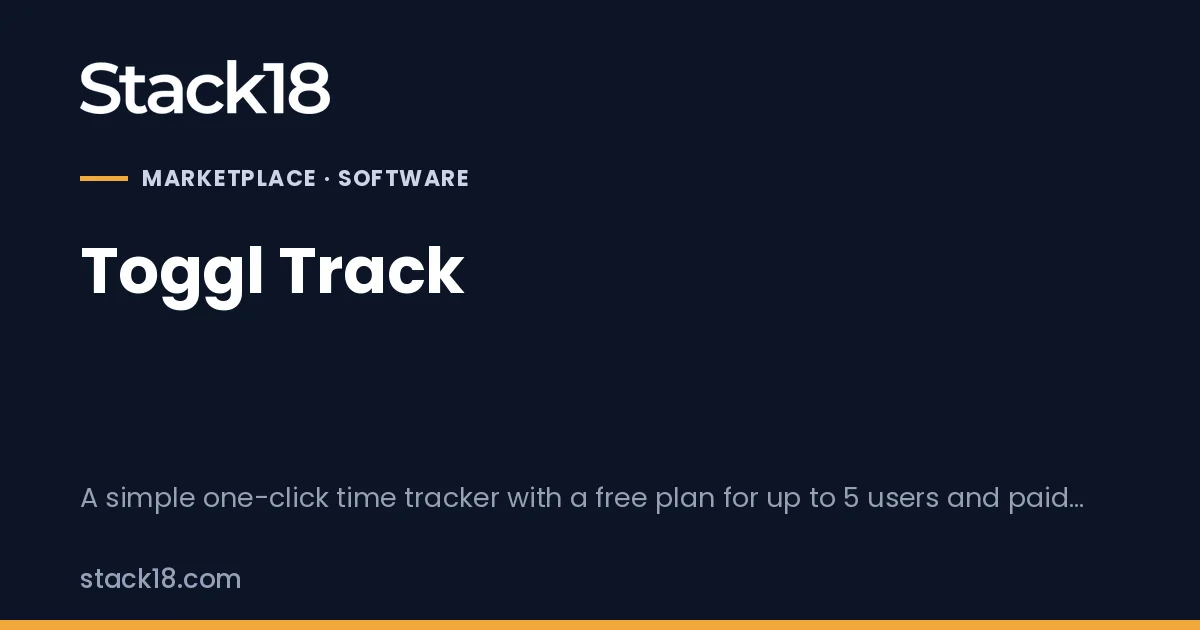 Stack18
MARKETPLACE · SOFTWARE
Toggl Track
A simple one-click time tracker with a free plan for up to 5 users and paid...
stack18.com